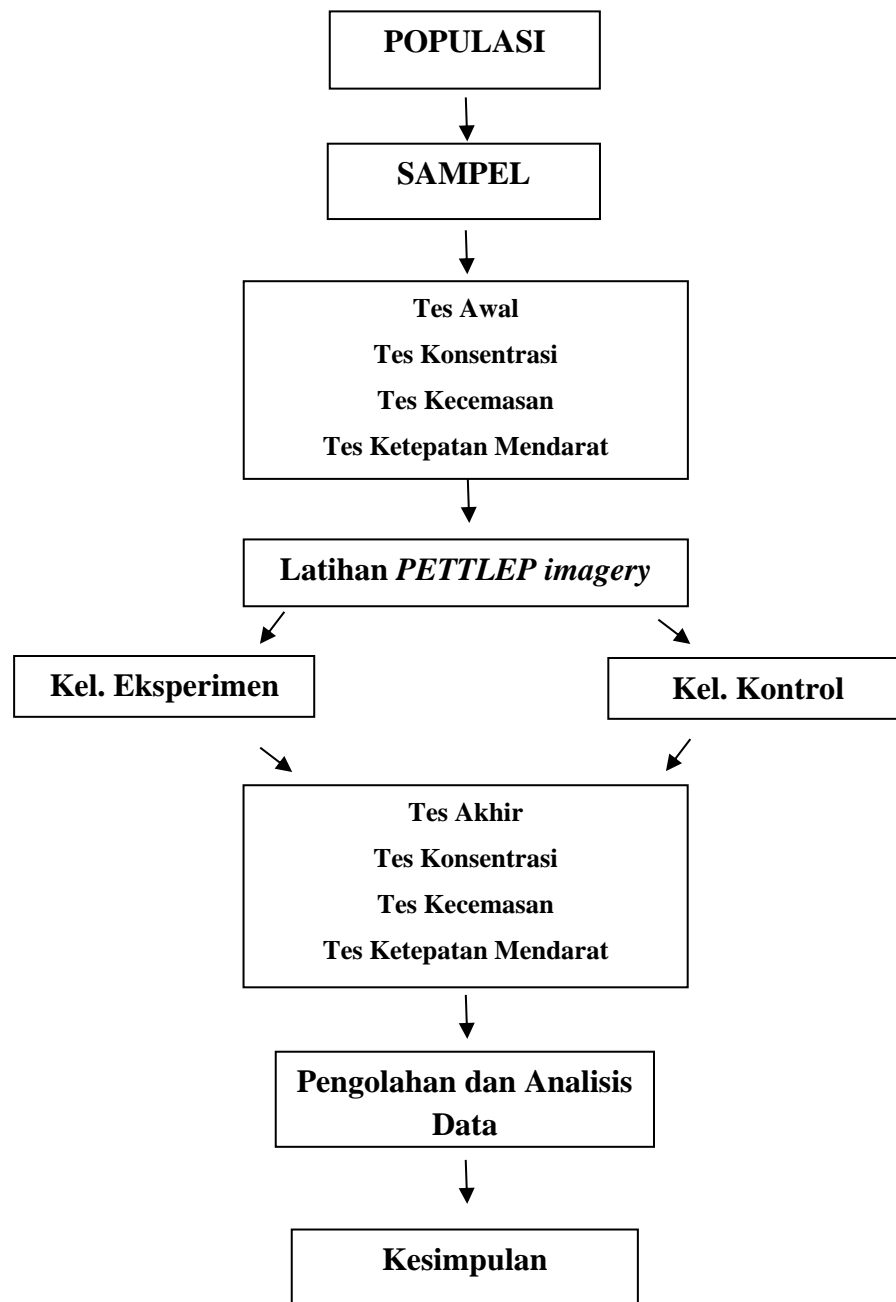 POPULASI
SAMPEL
Tes Awal
Tes Konsentrasi
Tes Kecemasan
Tes Ketepatan Mendarat
Latihan PETTLEP imagery
Kel. Eksperimen
Kel. Kontrol
Tes Akhir
Tes Konsentrasi
Tes Kecemasan
Tes Ketepatan Mendarat
Pengolahan dan Analisis
Data
Kesimpulan